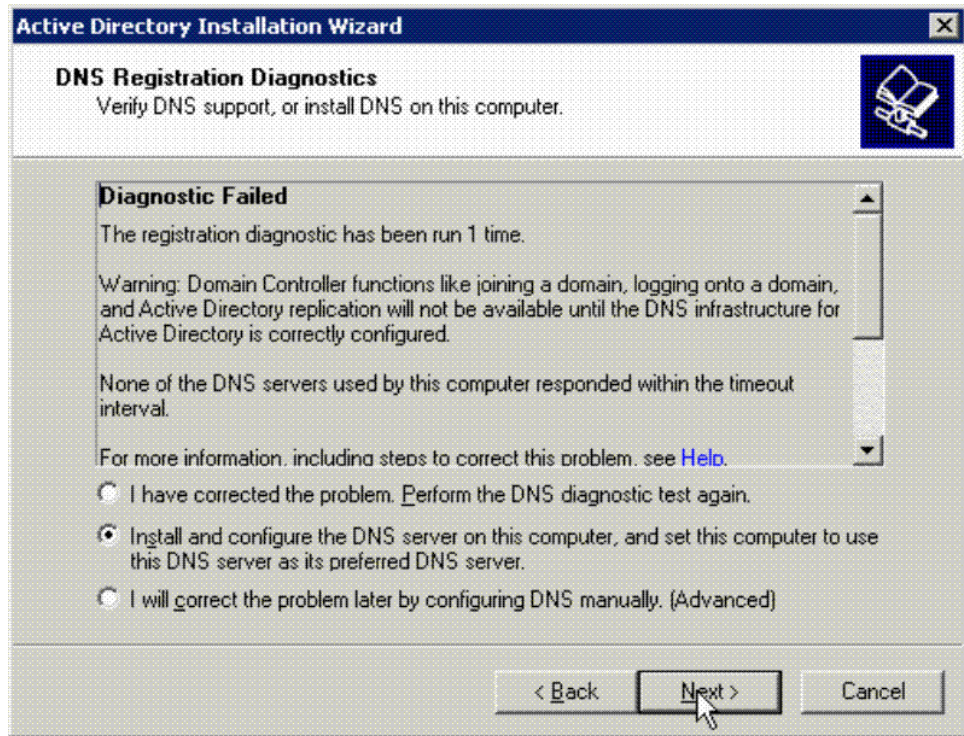 Active Directory Installation Wizard
DNS Registration Diagnostics
Verify DNS support, or install DNS on this computer.
Diagnostic Failed
The registration diagnostic has been run 1 time.
Warning: Domain Controller functions like joining a domain, logging onto a domain,
and Active Directory replication will not be available until the DNS infrastructure for
Active Directory is correctly configured.
None of the DNS servers used by this computer responded within the timeout
interval.
For more information, including steps to correct this problem, see Help.
I have corrected the problem. Perform the DNS diagnostic test again.
Install and configure the DNS server on this computer, and set this computer to use
this DNS server as its preferred DNS server.
I will correct the problem later by configuring DNS manually. (Advanced)
< Back Next > Cancel